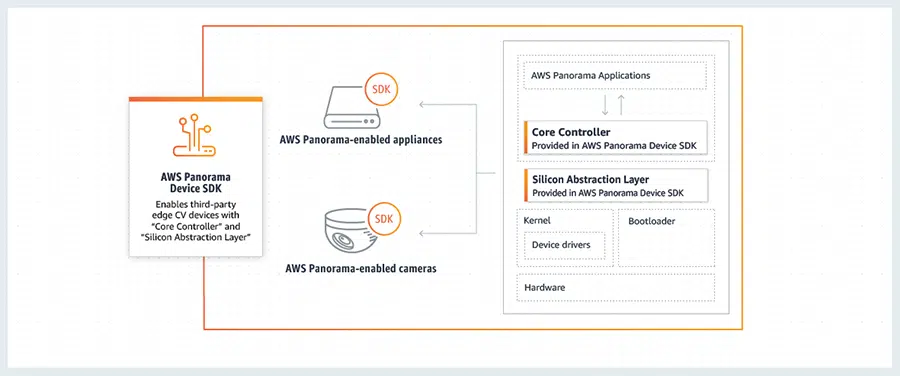 AWS Panorama
Device SDK
Enables third-party
edge CV devices with
“Core Controller” and
“Silicon Abstraction Layer”
SDK
AWS Panorama-enabled appliances
SDK
AWS Panorama-enabled cameras
AWS Panorama Applications
Core Controller
Provided in AWS Panorama Device SDK
Silicon Abstraction Layer
Provided in AWS Panorama Device SDK
Kernel
Device drivers
Bootloader
Hardware